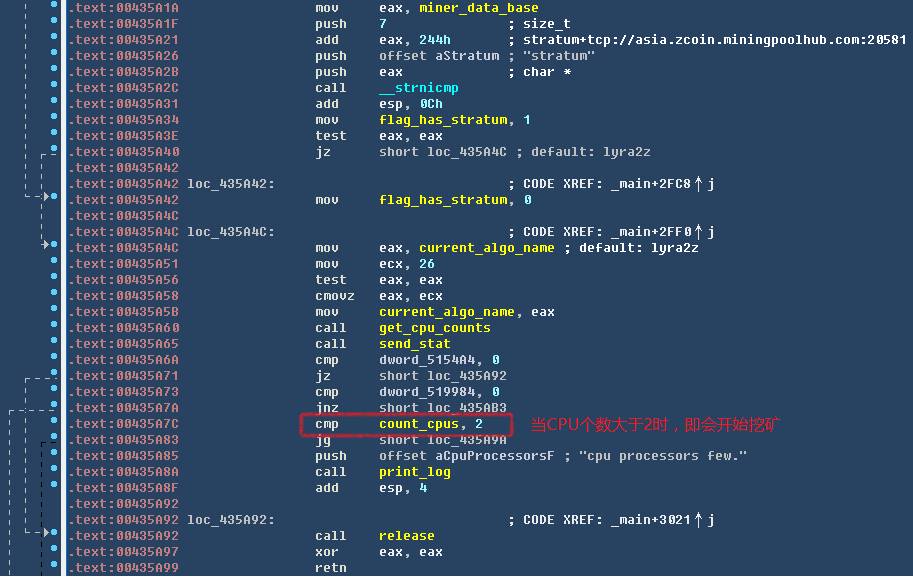 .text:00435A1A mov eax, miner_data_base
.text:00435A1F push 7 ; size_t
.text:00435A21 add eax, 244h ; stratum+tcp://asia.zcoin.miningpoolhub.com:20581
.text:00435A26 push offset aStratum ; "stratum"
.text:00435A2B push eax ; char *
.text:00435A2C call __strnicmp
.text:00435A31 add esp, 0Ch
.text:00435A34 mov flag_has_stratum, 1
.text:00435A3E test eax, eax
.text:00435A40 jz short loc_435A4C ; default: lyra2z
.text:00435A42
.text:00435A42 loc_435A42: ; CODE XREF: _main+2FC8↑j
.text:00435A42 mov flag_has_stratum, 0
.text:00435A4C
.text:00435A4C loc_435A4C: ; CODE XREF: _main+2FF0↑j
.text:00435A4C mov eax, current_algo_name ; default: lyra2z
.text:00435A51 mov ecx, 26
.text:00435A56 test eax, eax
.text:00435A58 cmovz eax, ecx
.text:00435A5B mov current_algo_name, eax
.text:00435A60 call get_cpu_counts
.text:00435A65 call send_stat
.text:00435A6A cmp dword_5154A4, 0
.text:00435A71 jz short loc_435A92
.text:00435A73 cmp dword_519984, 0
.text:00435A7A jnz short loc_435AB3
.text:00435A7C cmp count_cpus, 2 当CPU个数大于2时，即会开始挖矿
.text:00435A83 jg short loc_435A9A
.text:00435A85 push offset aCpuProcessorsF ; "cpu processors few."
.text:00435A8A call print_log
.text:00435A8F add esp, 4
.text:00435A92
.text:00435A92 loc_435A92: ; CODE XREF: _main+3021↑j
.text:00435A92 call release
.text:00435A97 xor eax, eax
.text:00435A99 retn